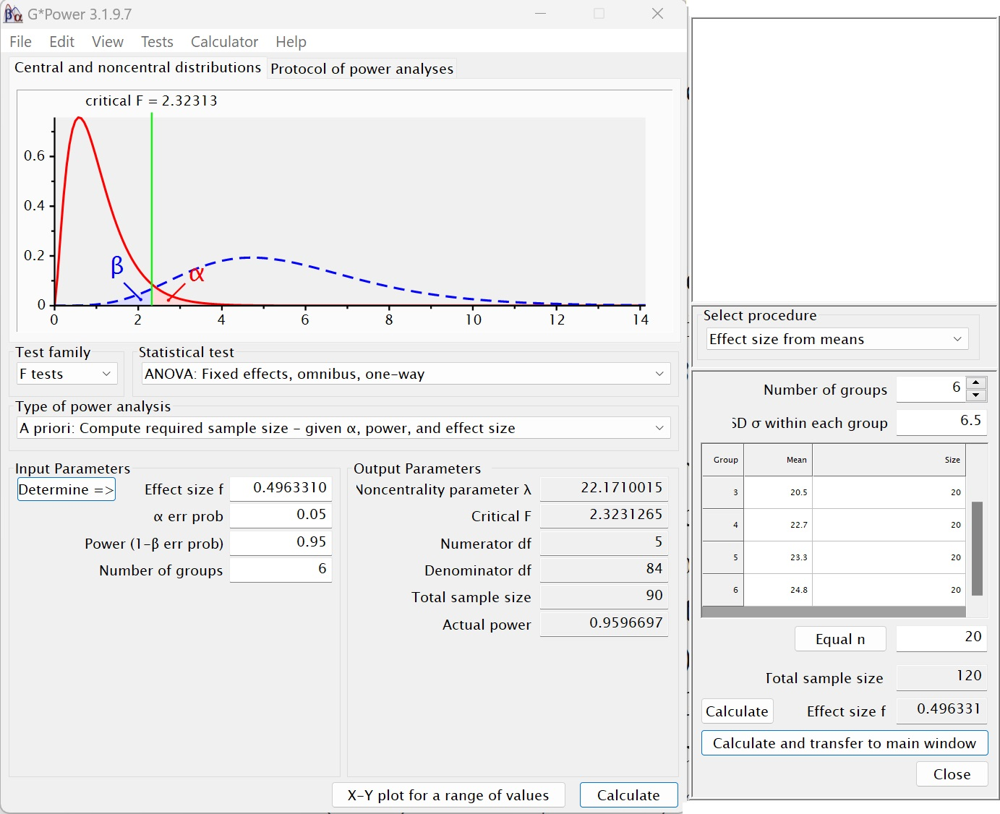 G*Power 3.1.9.7
File Edit View Tests Calculator Help
Central and noncentral distributions Protocol of power analyses
critical F = 2.32313
0.6
0.4
0.2
0
β α
0 2 4 6 8 10 12 14
Test family Statistical test
F tests ANOVA: Fixed effects, omnibus, one-way
Type of power analysis
A priori: Compute required sample size - given α, power, and effect size
Input Parameters
Determine => Effect size f 0.4963310
α err prob 0.05
Power (1-β err prob) 0.95
Number of groups 6
Output Parameters
Noncentrality parameter λ 22.1710015
Critical F 2.3231265
Numerator df 5
Denominator df 84
Total sample size 90
Actual power 0.9596697
X-Y plot for a range of values Calculate
Select procedure
Effect size from means
Number of groups 6
SD σ within each group 6.5
Group Mean Size
3 20.5 20
4 22.7 20
5 23.3 20
6 24.8 20
Equal n 20
Total sample size 120
Calculate Effect size f 0.496331
Calculate and transfer to main window
Close